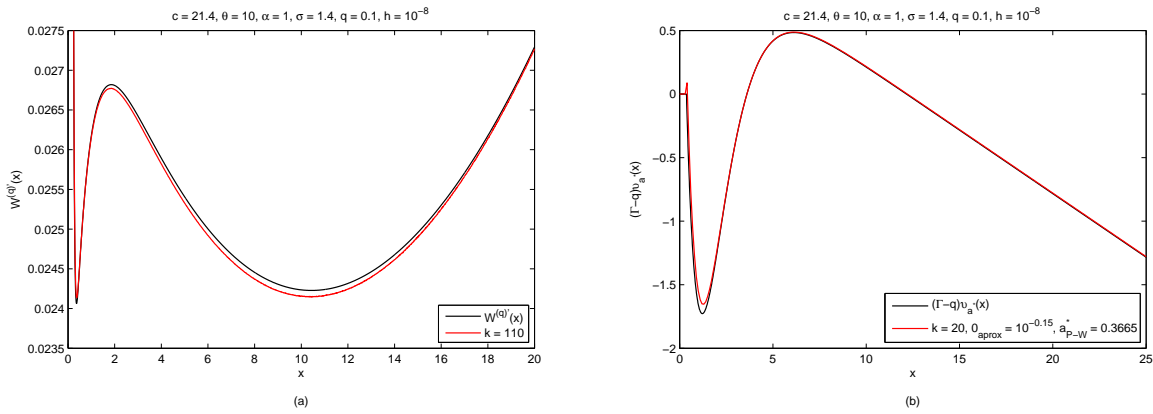 c = 21.4, θ = 10, α = 1, σ = 1.4, q = 0.1, h = 10⁻⁸
0.0275
0.027
0.0265
0.026
0.0255
0.025
0.0245
0.024
0.0235
W⁽q⁾'(x)
0 2 4 6 8 10 12 14 16 18 20
x
W⁽q⁾'(x)
k = 110
(a)
c = 21.4, θ = 10, α = 1, σ = 1.4, q = 0.1, h = 10⁻⁸
0.5
0
−0.5
−1
−1.5
−2
(Γ−q)υ_a*(x)
0 5 10 15 20 25
x
(Γ−q)υ_a*(x)
k = 20, 0_aprox = 10⁻⁰·¹⁵, a*_P−W = 0.3665
(b)